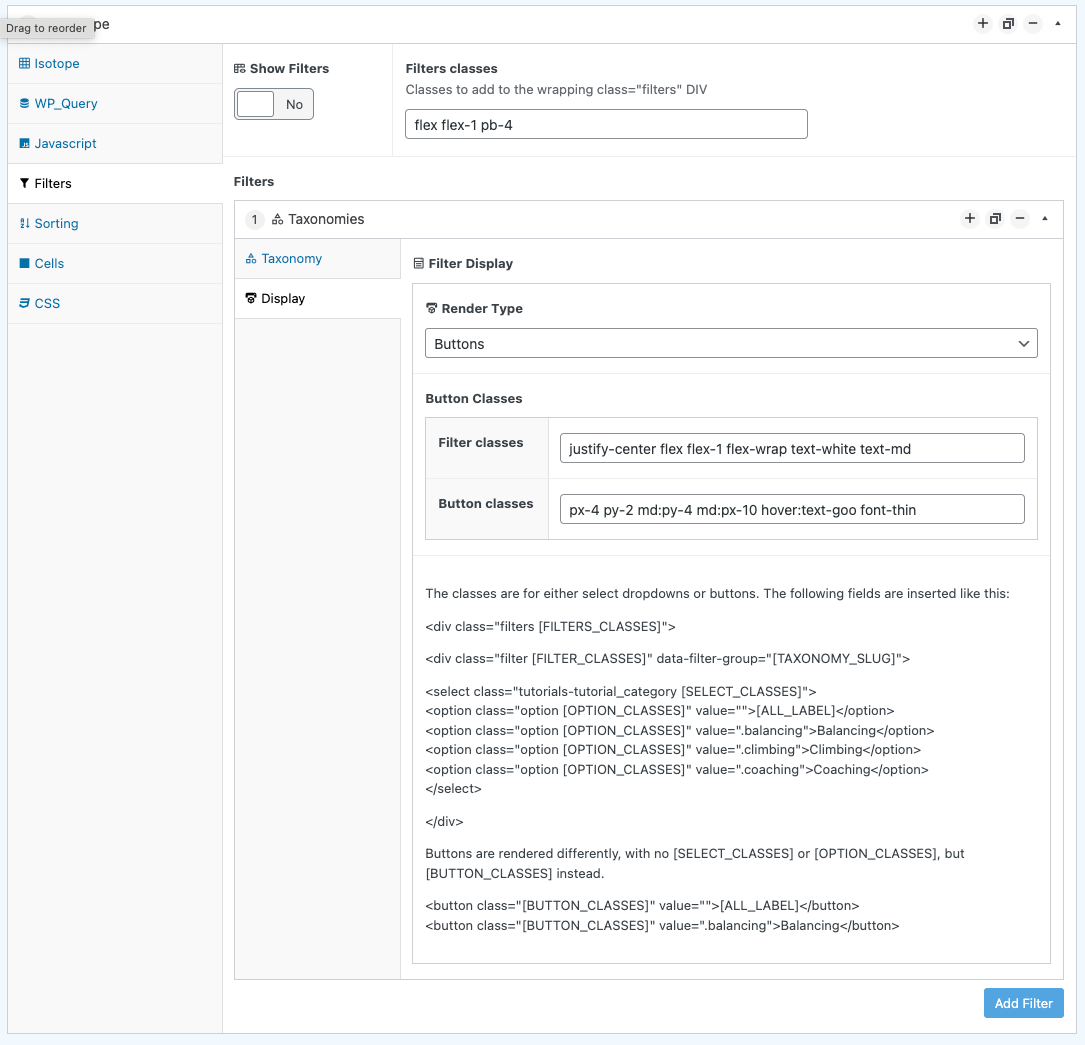 Drag to reorder
pe
Isotope
WP_Query
Javascript
Filters
Sorting
Cells
CSS
Show Filters
No
Filters classes
Classes to add to the wrapping class="filters" DIV
flex flex-1 pb-4
Filters
1 Taxonomies
Taxonomy
Display
Filter Display
Render Type
Buttons
Button Classes
Filter classes
justify-center flex flex-1 flex-wrap text-white text-md
Button classes
px-4 py-2 md:py-4 md:px-10 hover:text-goo font-thin
The classes are for either select dropdowns or buttons. The following fields are inserted like this:
<div class="filters [FILTERS_CLASSES]">
<div class="filter [FILTER_CLASSES]" data-filter-group="[TAXONOMY_SLUG]">
<select class="tutorials-tutorial_category [SELECT_CLASSES]">
<option class="option [OPTION_CLASSES]" value="">[ALL_LABEL]</option>
<option class="option [OPTION_CLASSES]" value=".balancing">Balancing</option>
<option class="option [OPTION_CLASSES]" value=".climbing">Climbing</option>
<option class="option [OPTION_CLASSES]" value=".coaching">Coaching</option>
</select>
</div>
Buttons are rendered differently, with no [SELECT_CLASSES] or [OPTION_CLASSES], but
[BUTTON_CLASSES] instead.
<button class="[BUTTON_CLASSES]" value="">[ALL_LABEL]</button>
<button class="[BUTTON_CLASSES]" value=".balancing">Balancing</button>
Add Filter